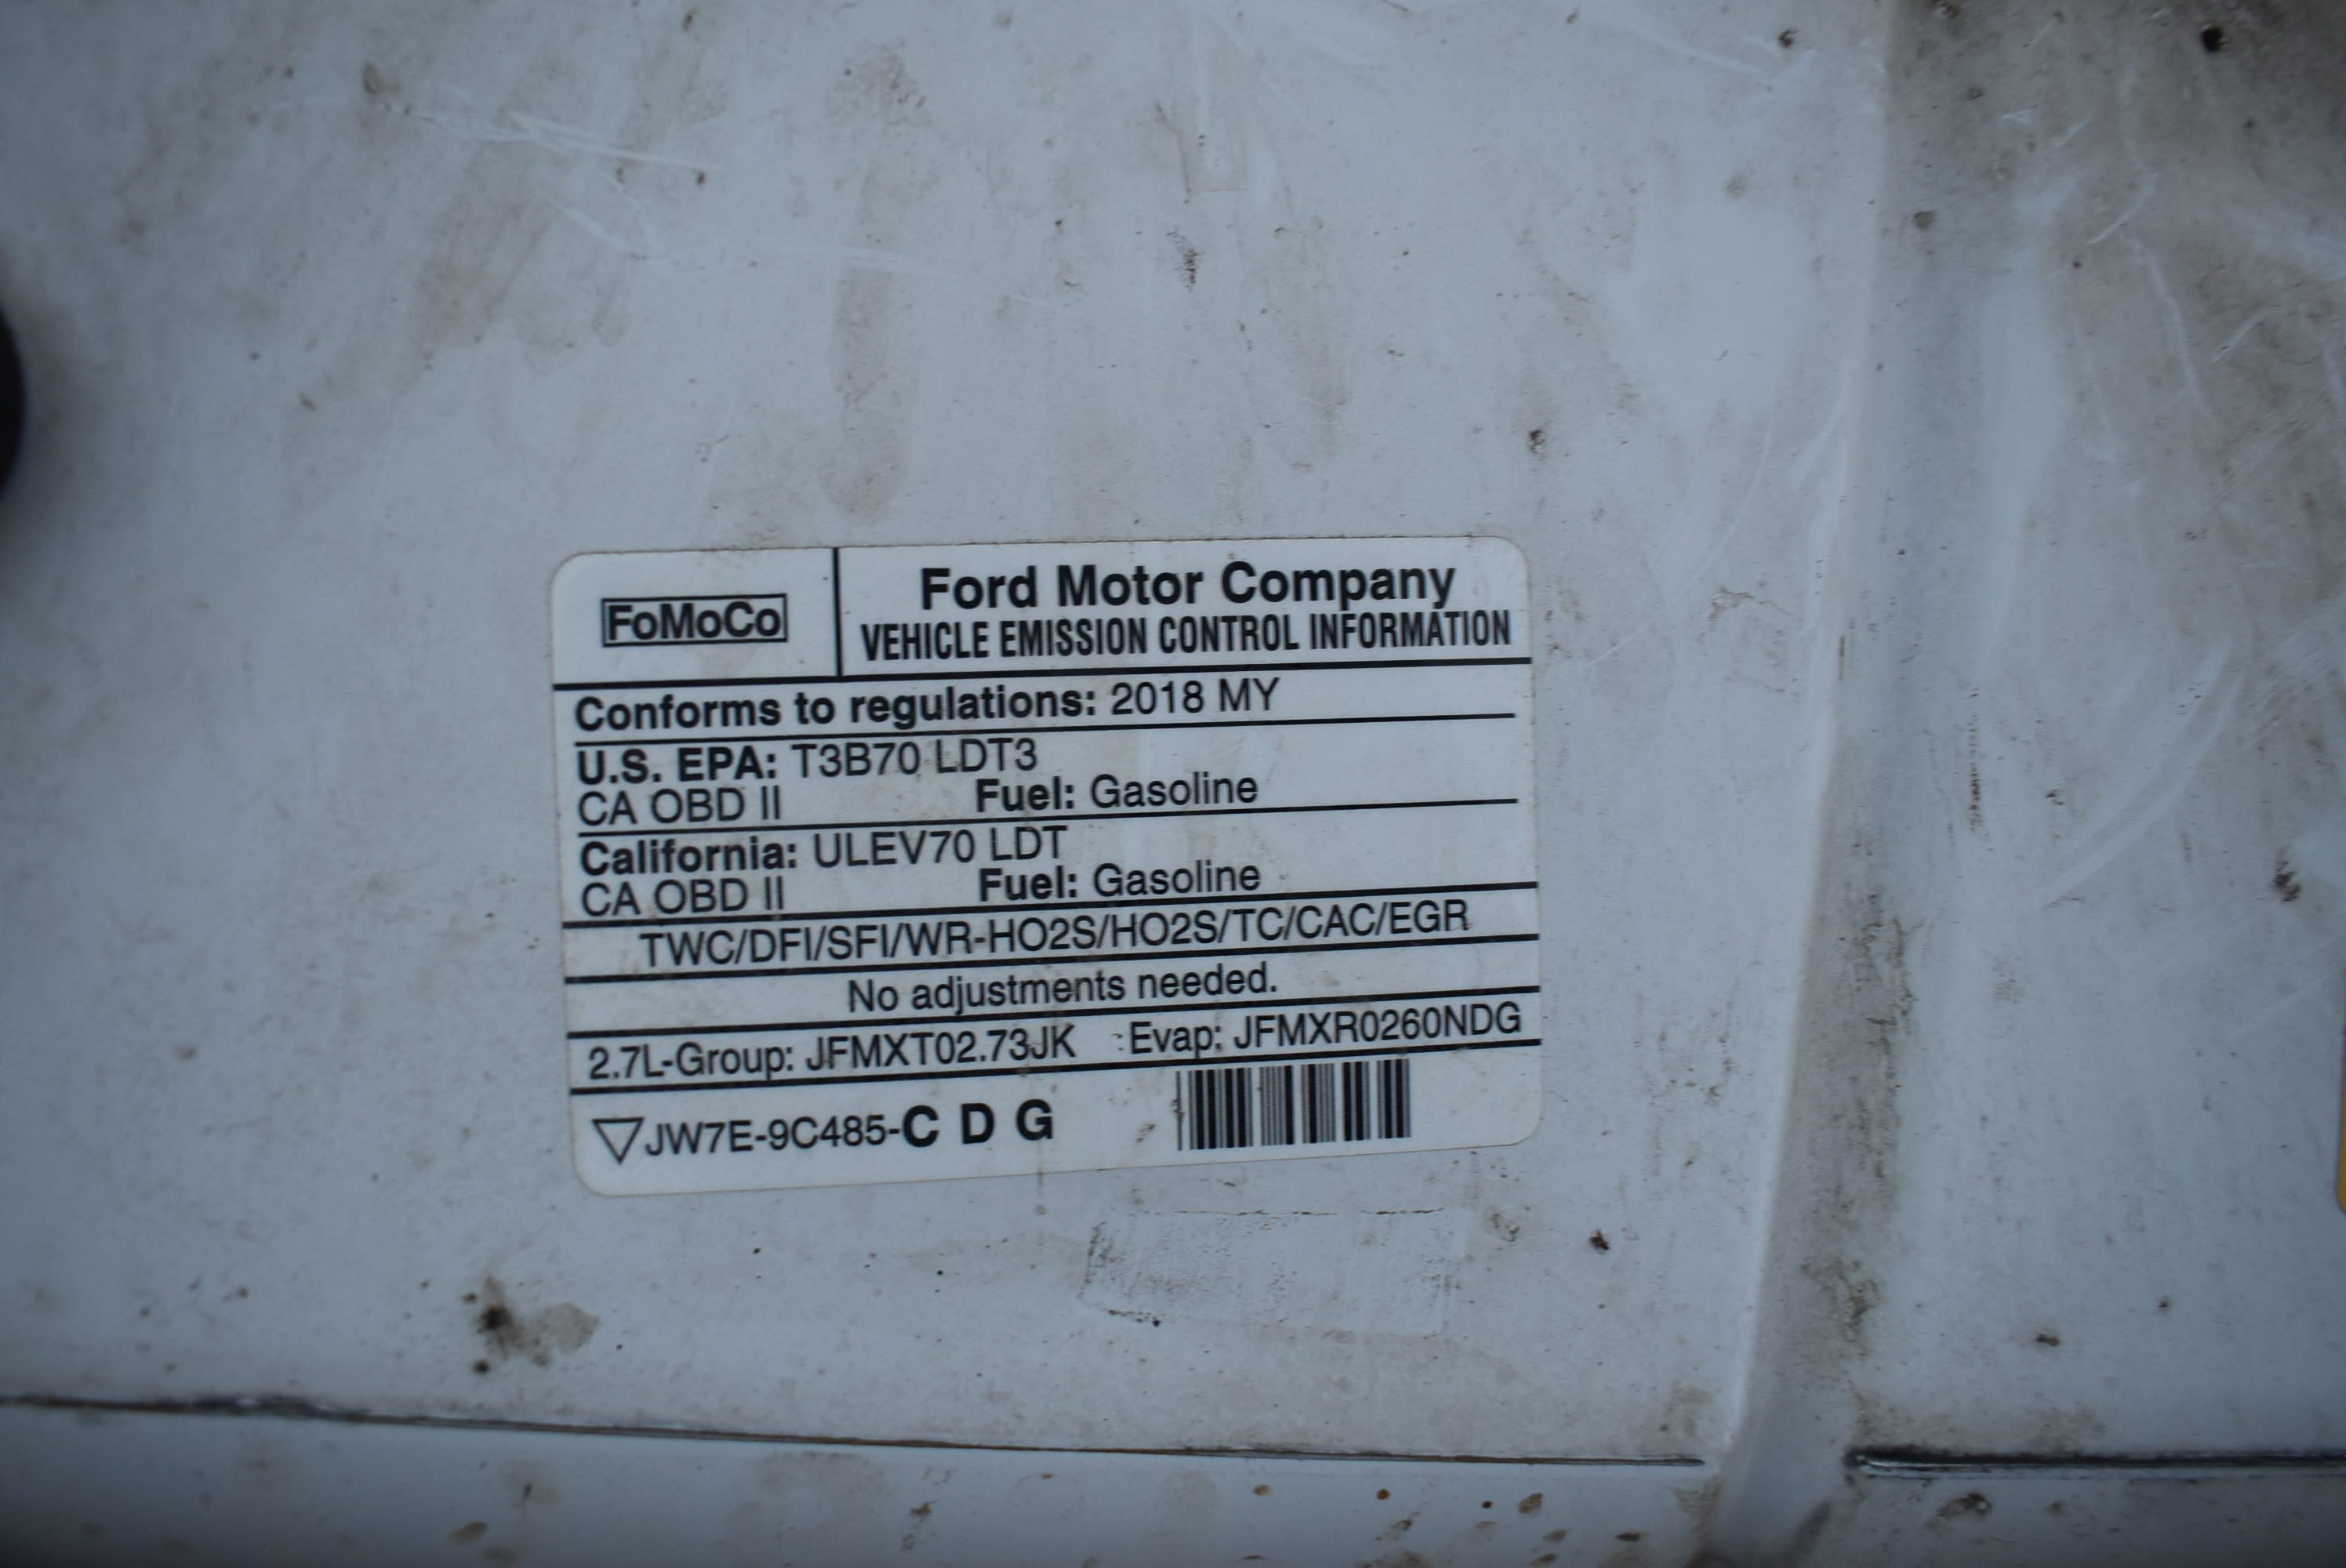 FoMoCo
Ford Motor Company
VEHICLE EMISSION CONTROL INFORMATION
Conforms to regulations: 2018 MY
U.S. EPA: T3B70 LDT3
CA OBD II Fuel: Gasoline
California: ULEV70 LDT
CA OBD II Fuel: Gasoline
TWC/DFI/SFI/WR-HO2S/HO2S/TC/CAC/EGR
No adjustments needed.
2.7L-Group: JFMXT02.73JK Evap: JFMXR0260NDG
▽JW7E-9C485-C D G